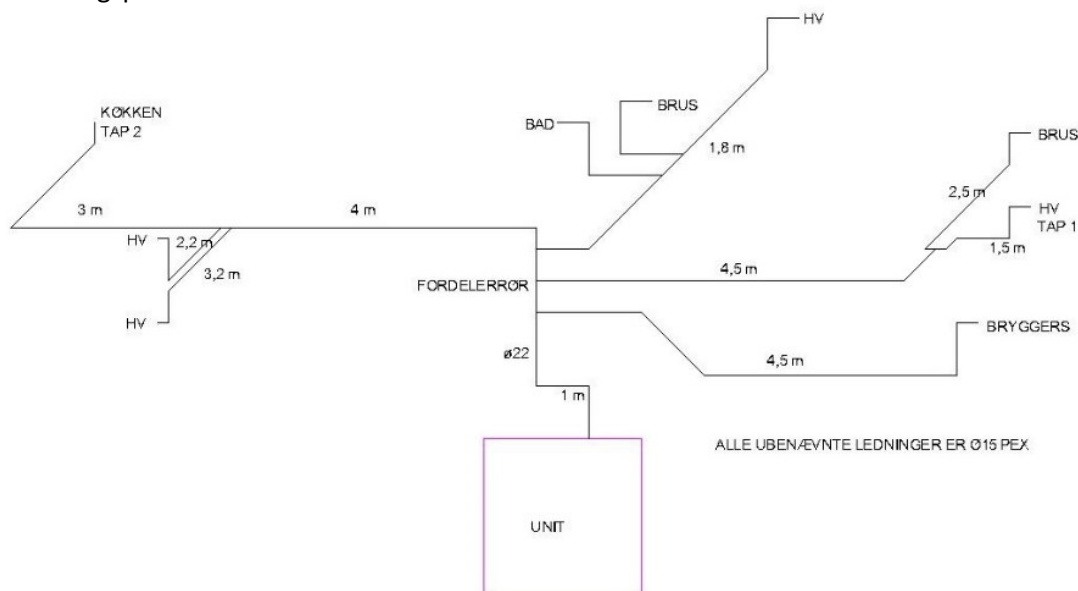 HV
KØKKEN
TAP 2
BRUS
BAD
1,8 m
BRUS
2,5 m
3 m
4 m
HV
TAP 1
HV
2,2 m
1,5 m
3,2 m
4,5 m
FORDELERRØR
HV
BRYGGERS
ø22
4,5 m
1 m
ALLE UBENÆVNTE LEDNINGER ER Ø15 PEX
UNIT